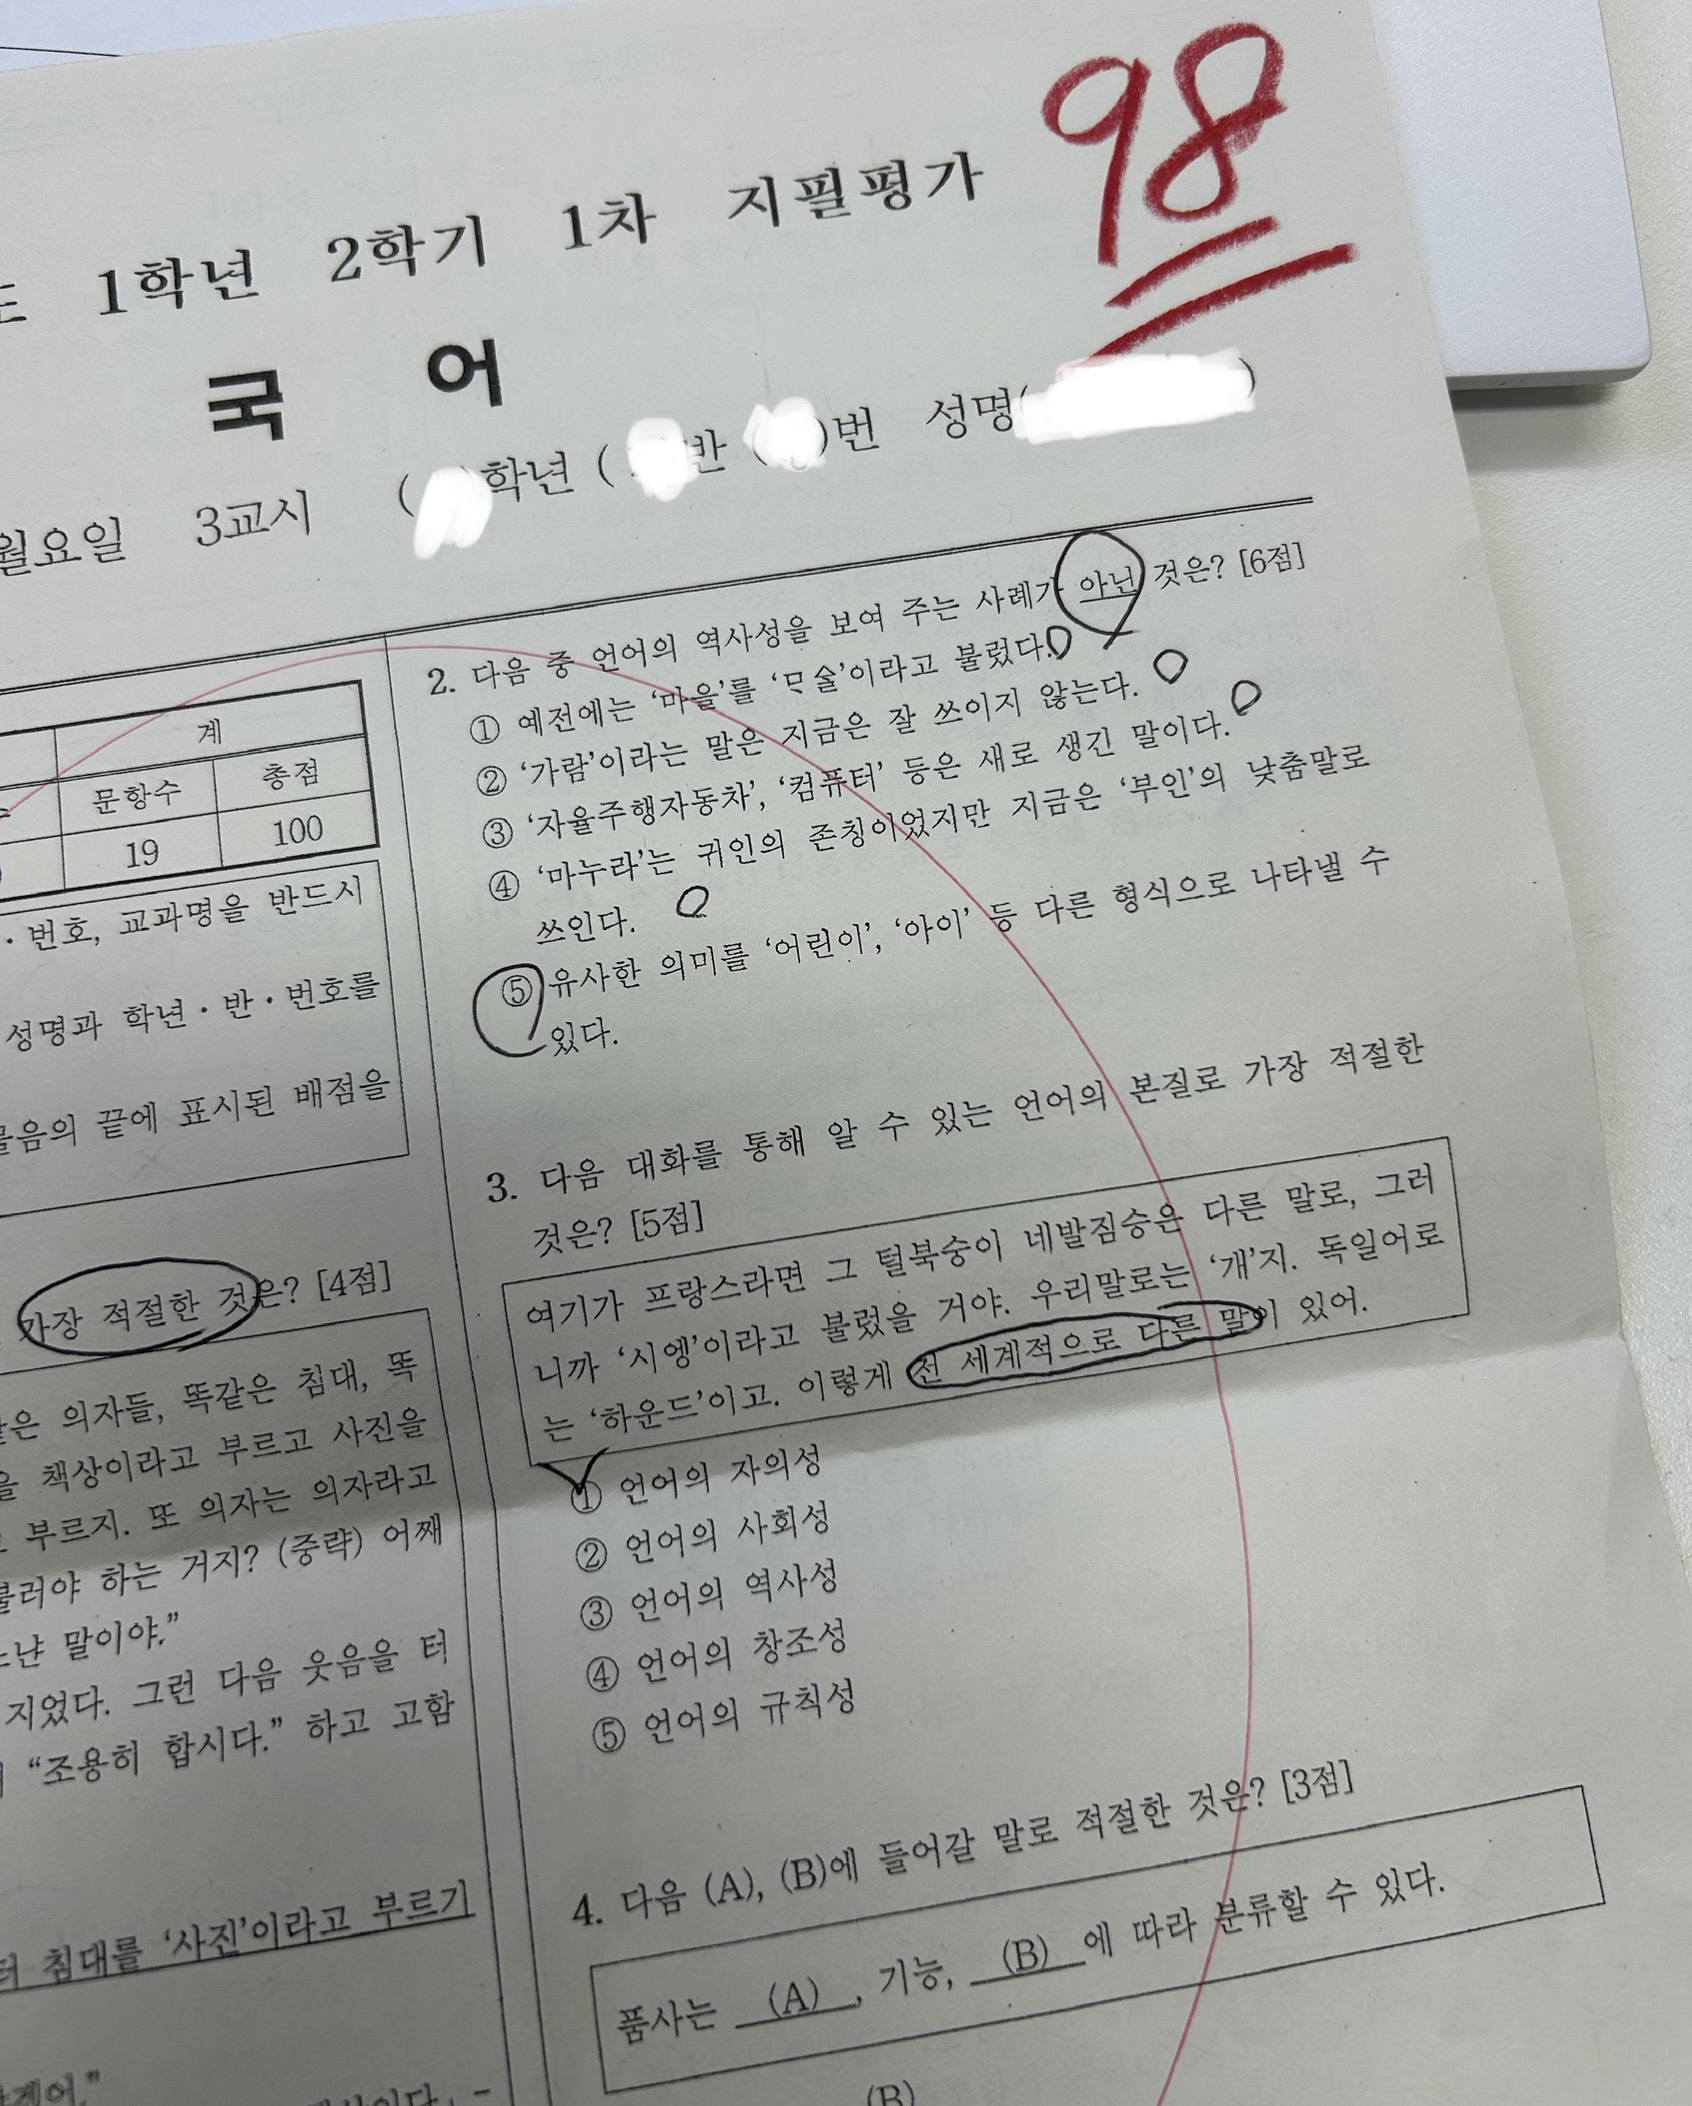 98
1학년 2학기 1차 지필평가
국 어
월요일 3교시 ( )학년 ( )반 ( )번 성명( )
계
문항수 총점
19 100
· 번호, 교과명을 반드시
성명과 학년 · 반 · 번호를
물음의 끝에 표시된 배점을
가장 적절한 것은? [4점]
같은 의자들, 똑같은 침대, 똑
을 책상이라고 부르고 사진을
부르지. 또 의자는 의자라고
불러야 하는 거지? (중략) 어째
말이야.”
지었다. 그런 다음 웃음을 터
“조용히 합시다.” 하고 고함
침대를 ‘사진’이라고 부르기
2. 다음 중 언어의 역사성을 보여 주는 사례가 아닌 것은? [6점]
① 예전에는 ‘마을’를 ‘ᄆᆞ술’이라고 불렀다.
② ‘가람’이라는 말은 지금은 잘 쓰이지 않는다.
③ ‘자율주행자동차’, ‘컴퓨터’ 등은 새로 생긴 말이다.
④ ‘마누라’는 귀인의 존칭이었지만 지금은 ‘부인’의 낮춤말로
쓰인다.
⑤ 유사한 의미를 ‘어린이’, ‘아이’ 등 다른 형식으로 나타낼 수
있다.
3. 다음 대화를 통해 알 수 있는 언어의 본질로 가장 적절한
것은? [5점]
여기가 프랑스라면 그 털북숭이 네발짐승은 다른 말로, 그러
니까 ‘시엥’이라고 불렀을 거야. 우리말로는 ‘개’지. 독일어로
는 ‘하운드’이고. 이렇게 전 세계적으로 다른 말이 있어.
① 언어의 자의성
② 언어의 사회성
③ 언어의 역사성
④ 언어의 창조성
⑤ 언어의 규칙성
4. 다음 (A), (B)에 들어갈 말로 적절한 것은? [3점]
품사는 (A) , 기능, (B) 에 따라 분류할 수 있다.
(B)